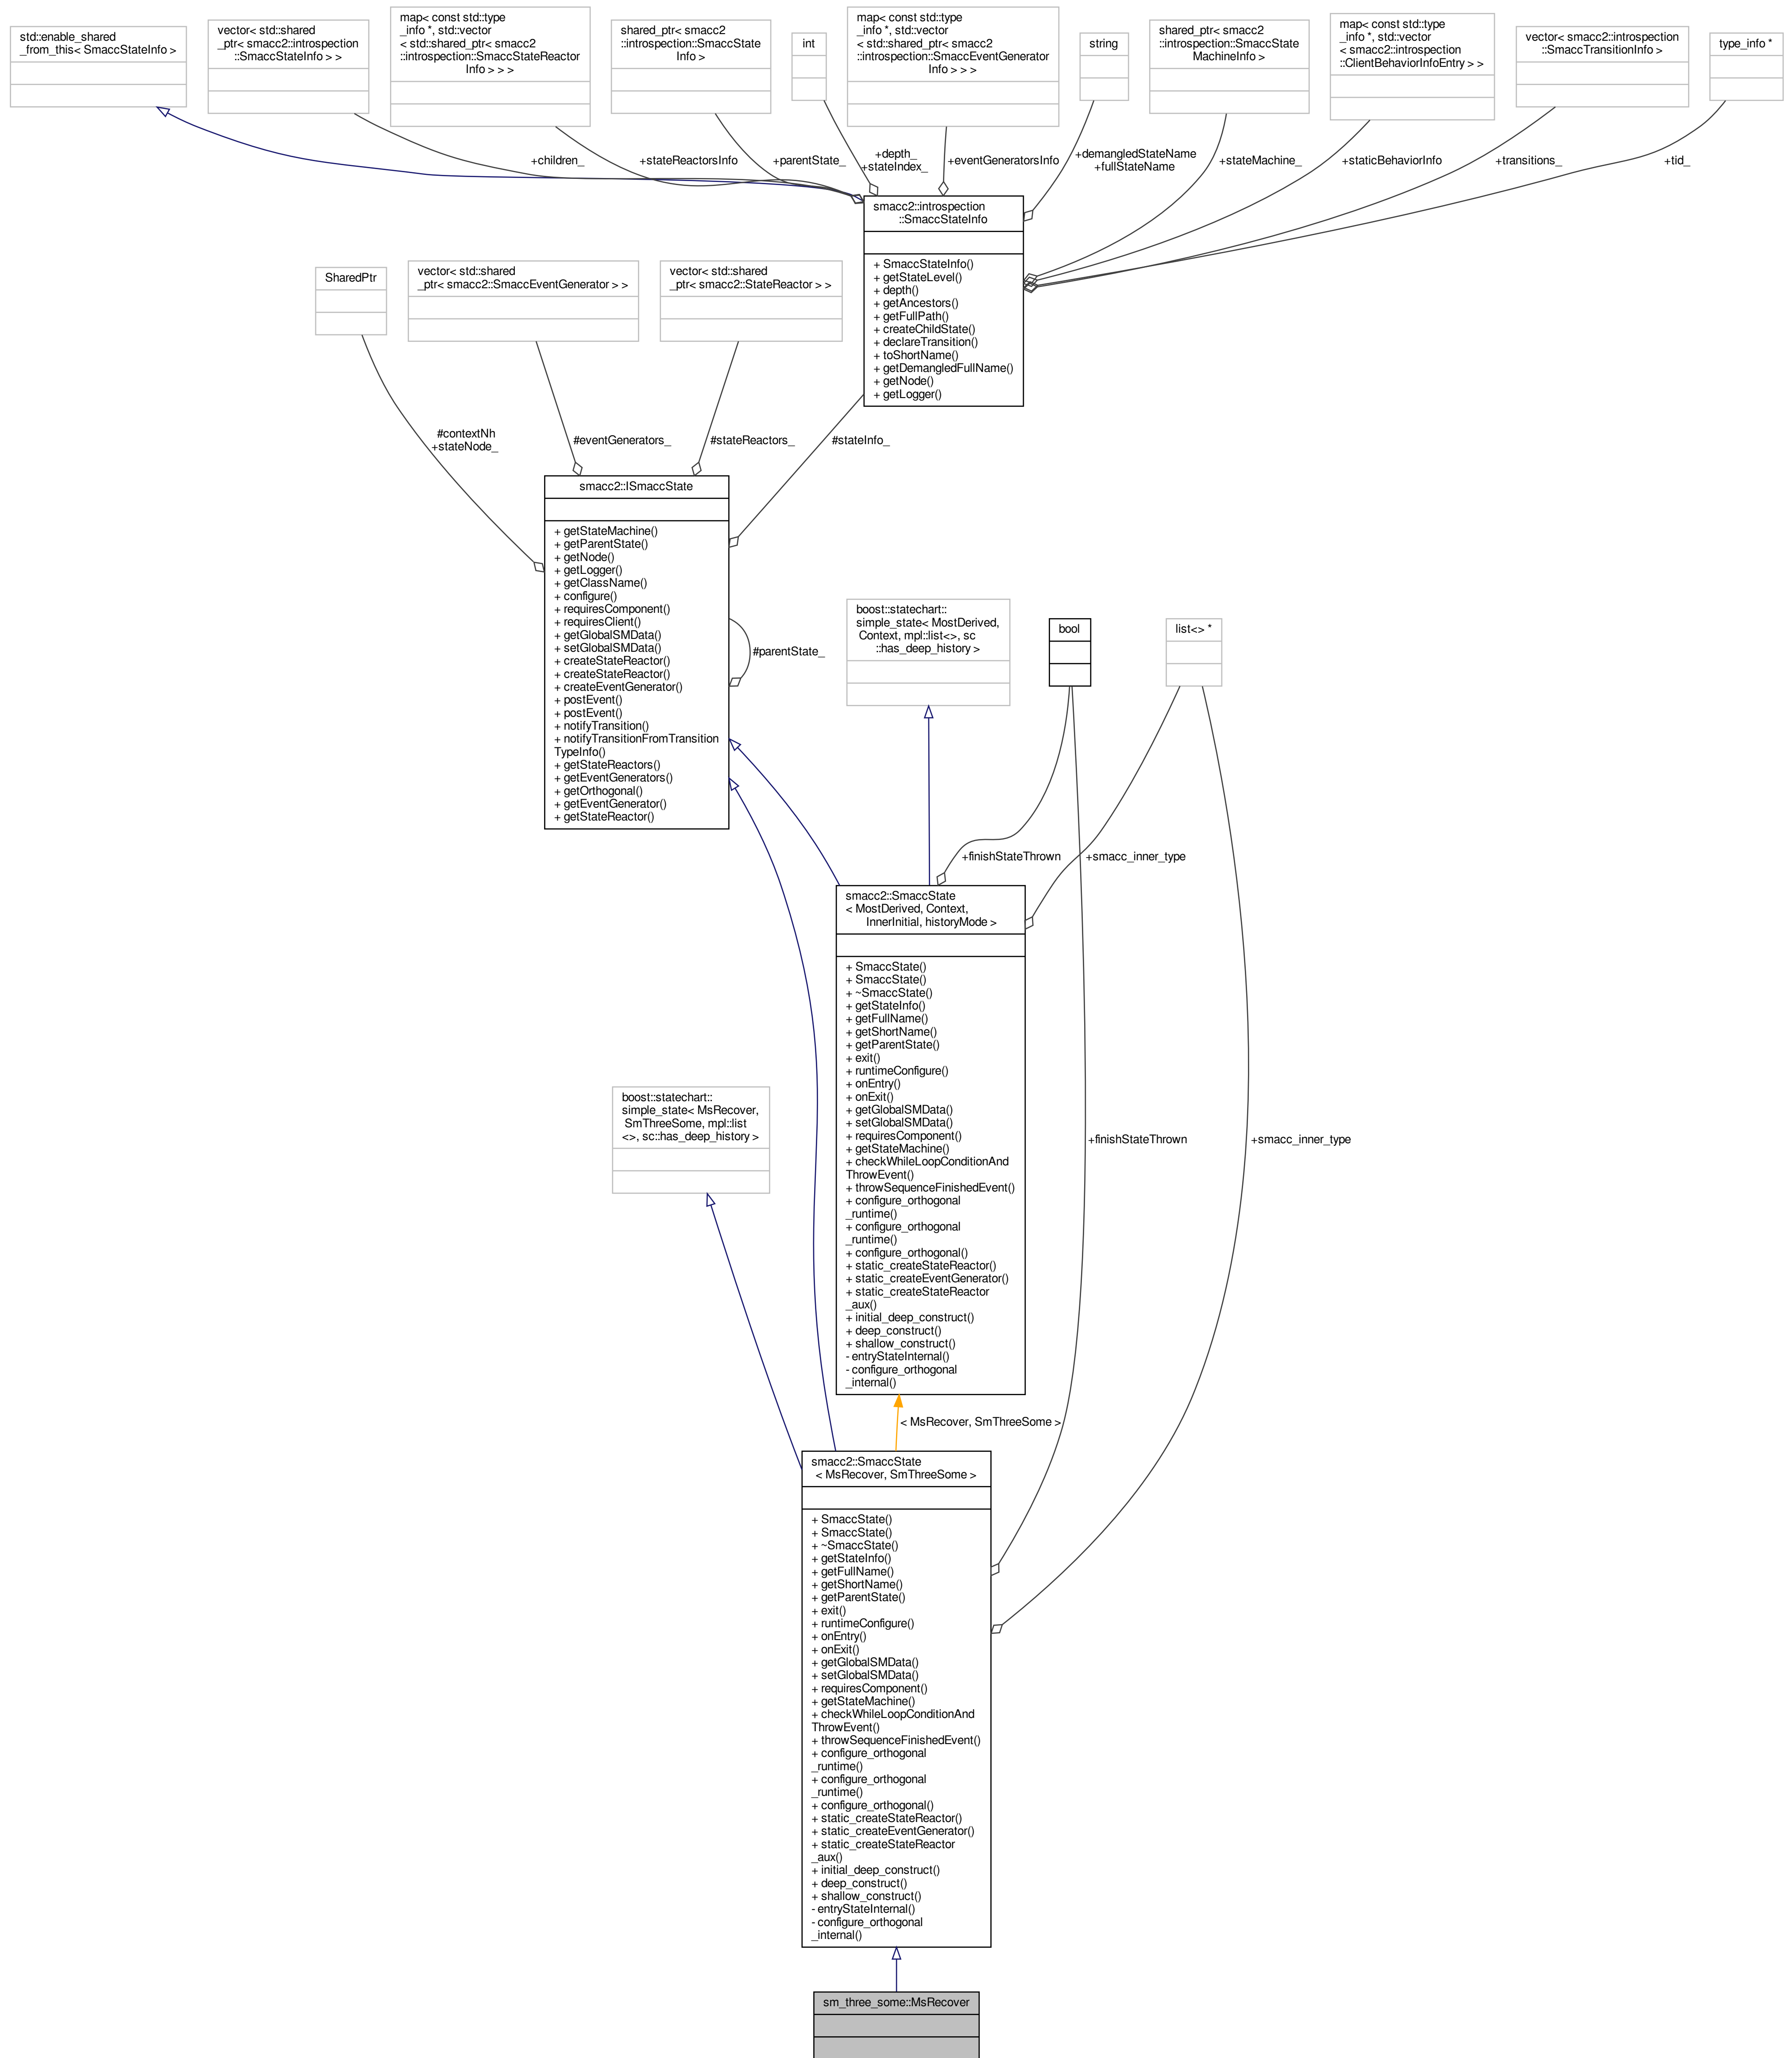 std::enable_shared
_from_this< SmaccStateInfo >
vector< std::shared
_ptr< smacc2::introspection
::SmaccStateInfo > >
map< const std::type
_info *, std::vector
< std::shared_ptr< smacc2
::introspection::SmaccStateReactor
Info > > >
shared_ptr< smacc2
::introspection::SmaccState
Info >
int
map< const std::type
_info *, std::vector
< std::shared_ptr< smacc2
::introspection::SmaccEventGenerator
Info > > >
string
shared_ptr< smacc2
::introspection::SmaccState
MachineInfo >
map< const std::type
_info *, std::vector
< smacc2::introspection
::ClientBehaviorInfoEntry > >
vector< smacc2::introspection
::SmaccTransitionInfo >
type_info *
+children_
+stateReactorsInfo
+parentState_
+depth_
+stateIndex_
+eventGeneratorsInfo
+demangledStateName
+fullStateName
+stateMachine_
+staticBehaviorInfo
+transitions_
+tid_
smacc2::introspection
::SmaccStateInfo
+ SmaccStateInfo()
+ getStateLevel()
+ depth()
+ getAncestors()
+ getFullPath()
+ createChildState()
+ declareTransition()
+ toShortName()
+ getDemangledFullName()
+ getNode()
+ getLogger()
SharedPtr
vector< std::shared
_ptr< smacc2::SmaccEventGenerator > >
vector< std::shared
_ptr< smacc2::StateReactor > >
#contextNh
+stateNode_
#eventGenerators_
#stateReactors_
#stateInfo_
smacc2::ISmaccState
+ getStateMachine()
+ getParentState()
+ getNode()
+ getLogger()
+ getClassName()
+ configure()
+ requiresComponent()
+ requiresClient()
+ getGlobalSMData()
+ setGlobalSMData()
+ createStateReactor()
+ createStateReactor()
+ createEventGenerator()
+ postEvent()
+ postEvent()
+ notifyTransition()
+ notifyTransitionFromTransition
TypeInfo()
+ getStateReactors()
+ getEventGenerators()
+ getOrthogonal()
+ getEventGenerator()
+ getStateReactor()
#parentState_
boost::statechart::
simple_state< MostDerived,
Context, mpl::list<>, sc
::has_deep_history >
bool
list<> *
+finishStateThrown
+smacc_inner_type
smacc2::SmaccState
< MostDerived, Context,
InnerInitial, historyMode >
+ SmaccState()
+ SmaccState()
+ ~SmaccState()
+ getStateInfo()
+ getFullName()
+ getShortName()
+ getParentState()
+ exit()
+ runtimeConfigure()
+ onEntry()
+ onExit()
+ getGlobalSMData()
+ setGlobalSMData()
+ requiresComponent()
+ getStateMachine()
+ checkWhileLoopConditionAnd
ThrowEvent()
+ throwSequenceFinishedEvent()
+ configure_orthogonal
_runtime()
+ configure_orthogonal
_runtime()
+ configure_orthogonal()
+ static_createStateReactor()
+ static_createEventGenerator()
+ static_createStateReactor
_aux()
+ initial_deep_construct()
+ deep_construct()
+ shallow_construct()
- entryStateInternal()
- configure_orthogonal
_internal()
boost::statechart::
simple_state< MsRecover,
SmThreeSome, mpl::list
<>, sc::has_deep_history >
+finishStateThrown
+smacc_inner_type
< MsRecover, SmThreeSome >
smacc2::SmaccState
< MsRecover, SmThreeSome >
+ SmaccState()
+ SmaccState()
+ ~SmaccState()
+ getStateInfo()
+ getFullName()
+ getShortName()
+ getParentState()
+ exit()
+ runtimeConfigure()
+ onEntry()
+ onExit()
+ getGlobalSMData()
+ setGlobalSMData()
+ requiresComponent()
+ getStateMachine()
+ checkWhileLoopConditionAnd
ThrowEvent()
+ throwSequenceFinishedEvent()
+ configure_orthogonal
_runtime()
+ configure_orthogonal
_runtime()
+ configure_orthogonal()
+ static_createStateReactor()
+ static_createEventGenerator()
+ static_createStateReactor
_aux()
+ initial_deep_construct()
+ deep_construct()
+ shallow_construct()
- entryStateInternal()
- configure_orthogonal
_internal()
sm_three_some::MsRecover